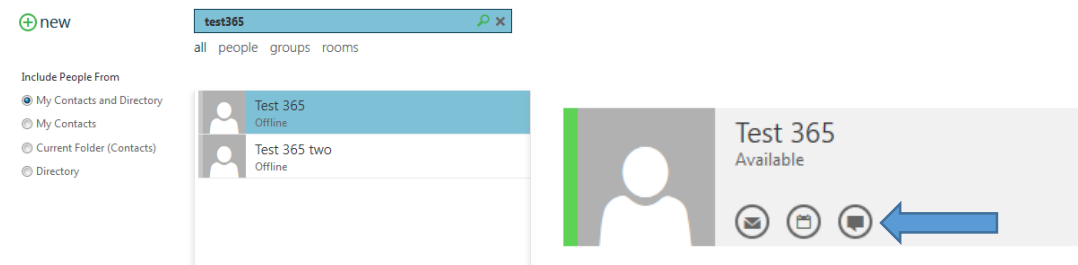 new
test365
all people groups rooms
Include People From
My Contacts and Directory
My Contacts
Current Folder (Contacts)
Directory
Test 365
Offline
Test 365 two
Offline
Test 365
Available